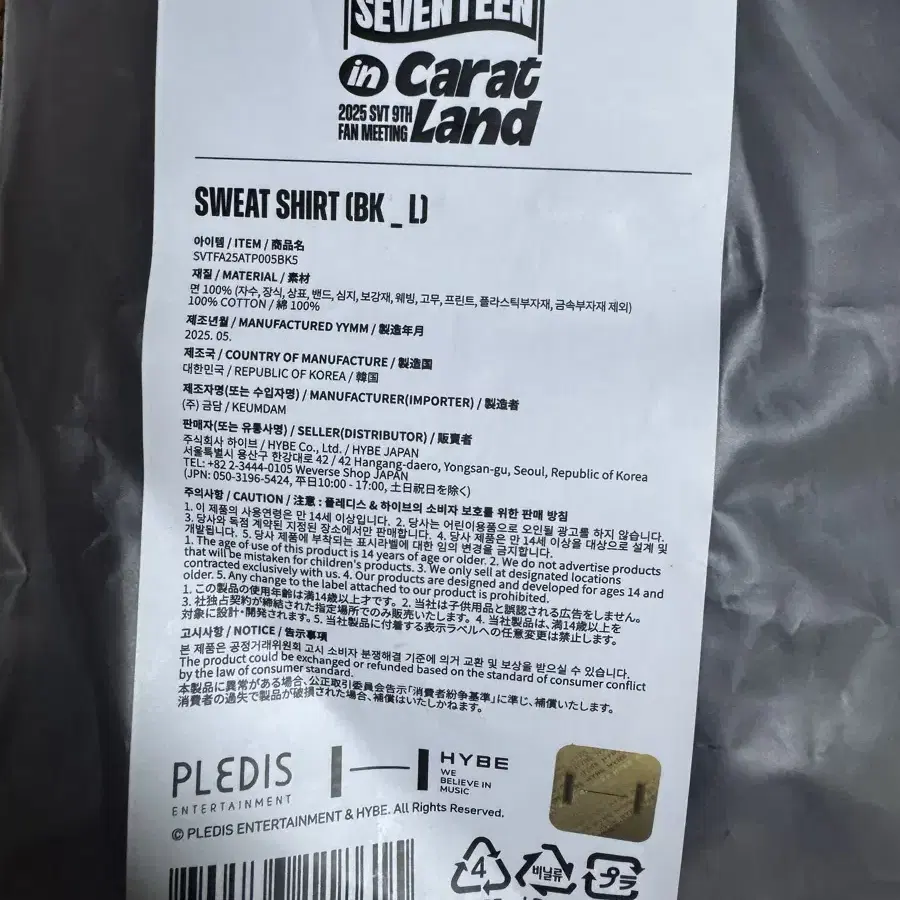 SEVENTEEN
in Carat
2025 SVT 9TH
FAN MEETING Land
SWEAT SHIRT (BK _ L)
아이템 / ITEM / 商品名
SVTFA25ATP005BK5
재질 / MATERIAL / 素材
면 100% (자수, 장식, 상표, 밴드, 심지, 보강재, 웨빙, 고무, 프린트, 플라스틱부자재, 금속부자재 제외)
100% COTTON / 綿 100%
제조년월 / MANUFACTURED YYMM / 製造年月
2025. 05.
제조국 / COUNTRY OF MANUFACTURE / 製造国
대한민국 / REPUBLIC OF KOREA / 韓国
제조자명(또는 수입자명) / MANUFACTURER(IMPORTER) / 製造者
(주) 금담 / KEUMDAM
판매자(또는 유통사명) / SELLER(DISTRIBUTOR) / 販賣者
주식회사 하이브 / HYBE Co., Ltd. / HYBE JAPAN
서울특별시 용산구 한강대로 42 / 42 Hangang-daero, Yongsan-gu, Seoul, Republic of Korea
TEL: +82 2-3444-0105 Weverse Shop JAPAN
(JPN: 050-3196-5424, 平日10:00 - 17:00, 土日祝日を除く)
주의사항 / CAUTION / 注意 : 플레디스 & 하이브의 소비자 보호를 위한 판매 방침
1. 이 제품의 사용연령은 만 14세 이상입니다. 2. 당사는 어린이용품으로 오인될 광고를 하지 않습니다.
3. 당사와 독점 계약된 지정된 장소에서만 판매합니다. 4. 당사 제품은 만 14세 이상을 대상으로 설계 및
개발됩니다. 5. 당사 제품에 부착되는 표시라벨에 대한 임의 변경을 금지합니다.
1. The age of use of this product is 14 years of age or older. 2. We do not advertise products
that will be mistaken for children's products. 3. We only sell at designated locations
contracted exclusively with us. 4. Our products are designed and developed for ages 14 and
older. 5. Any change to the label attached to our product is prohibited.
1. この製品の使用年齢は満14歳以上才です。 2. 当社は子供用品と誤認される広告をしません。
3. 社独占契約が締結された指定場所でのみ販売いたします。 4. 当社製品は、満14歳以上を
対象に設計·開発されます。 5. 当社製品に付着する表示ラベルへの任意変更は禁止します。
고시사항 / NOTICE / 告示事項
본 제품은 공정거래위원회 고시 소비자 분쟁해결 기준에 의거 교환 및 보상을 받으실 수 있습니다.
The product could be exchanged or refunded based on the standard of consumer conflict
by the law of consumer standard.
本製品に異常がある場合、公正取引委員会告示「消費者紛争基準」に準じ、補償いたします。
消費者の過失で製品が破損された場合、補償はいたしかねます。
PLEDIS
ENTERTAINMENT
HYBE
WE
BELIEVE IN
MUSIC
© PLEDIS ENTERTAINMENT & HYBE. All Rights Reserved.
4
비닐류
プラ